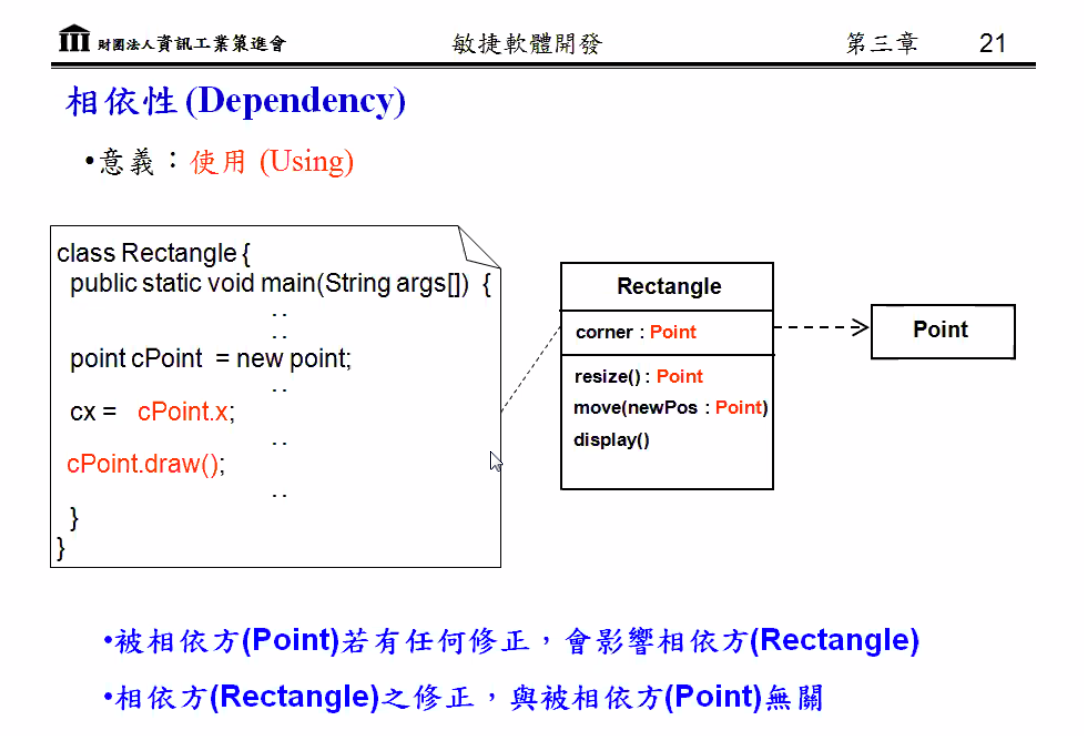 財團法人資訊工業策進會 敏捷軟體開發 第三章 21
相依性 (Dependency)
•意義：使用 (Using)
class Rectangle {
public static void main(String args[]) {
..
..
point cPoint = new point;
..
cx = cPoint.x;
..
cPoint.draw();
..
}
}
Rectangle
corner : Point
resize() : Point
move(newPos : Point)
display()
Point
•被相依方(Point)若有任何修正，會影響相依方(Rectangle)
•相依方(Rectangle)之修正，與被相依方(Point)無關